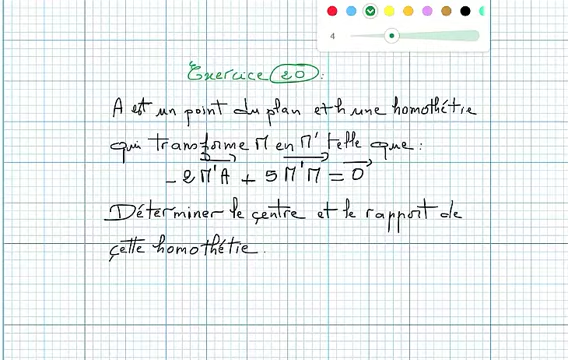 4
Exercice 20 :
A est un point du plan et h une homothétie
qui transforme M en M' telle que :
- 2 M'A + 5 M'M = 0
Déterminer le centre et le rapport de
cette homothétie.